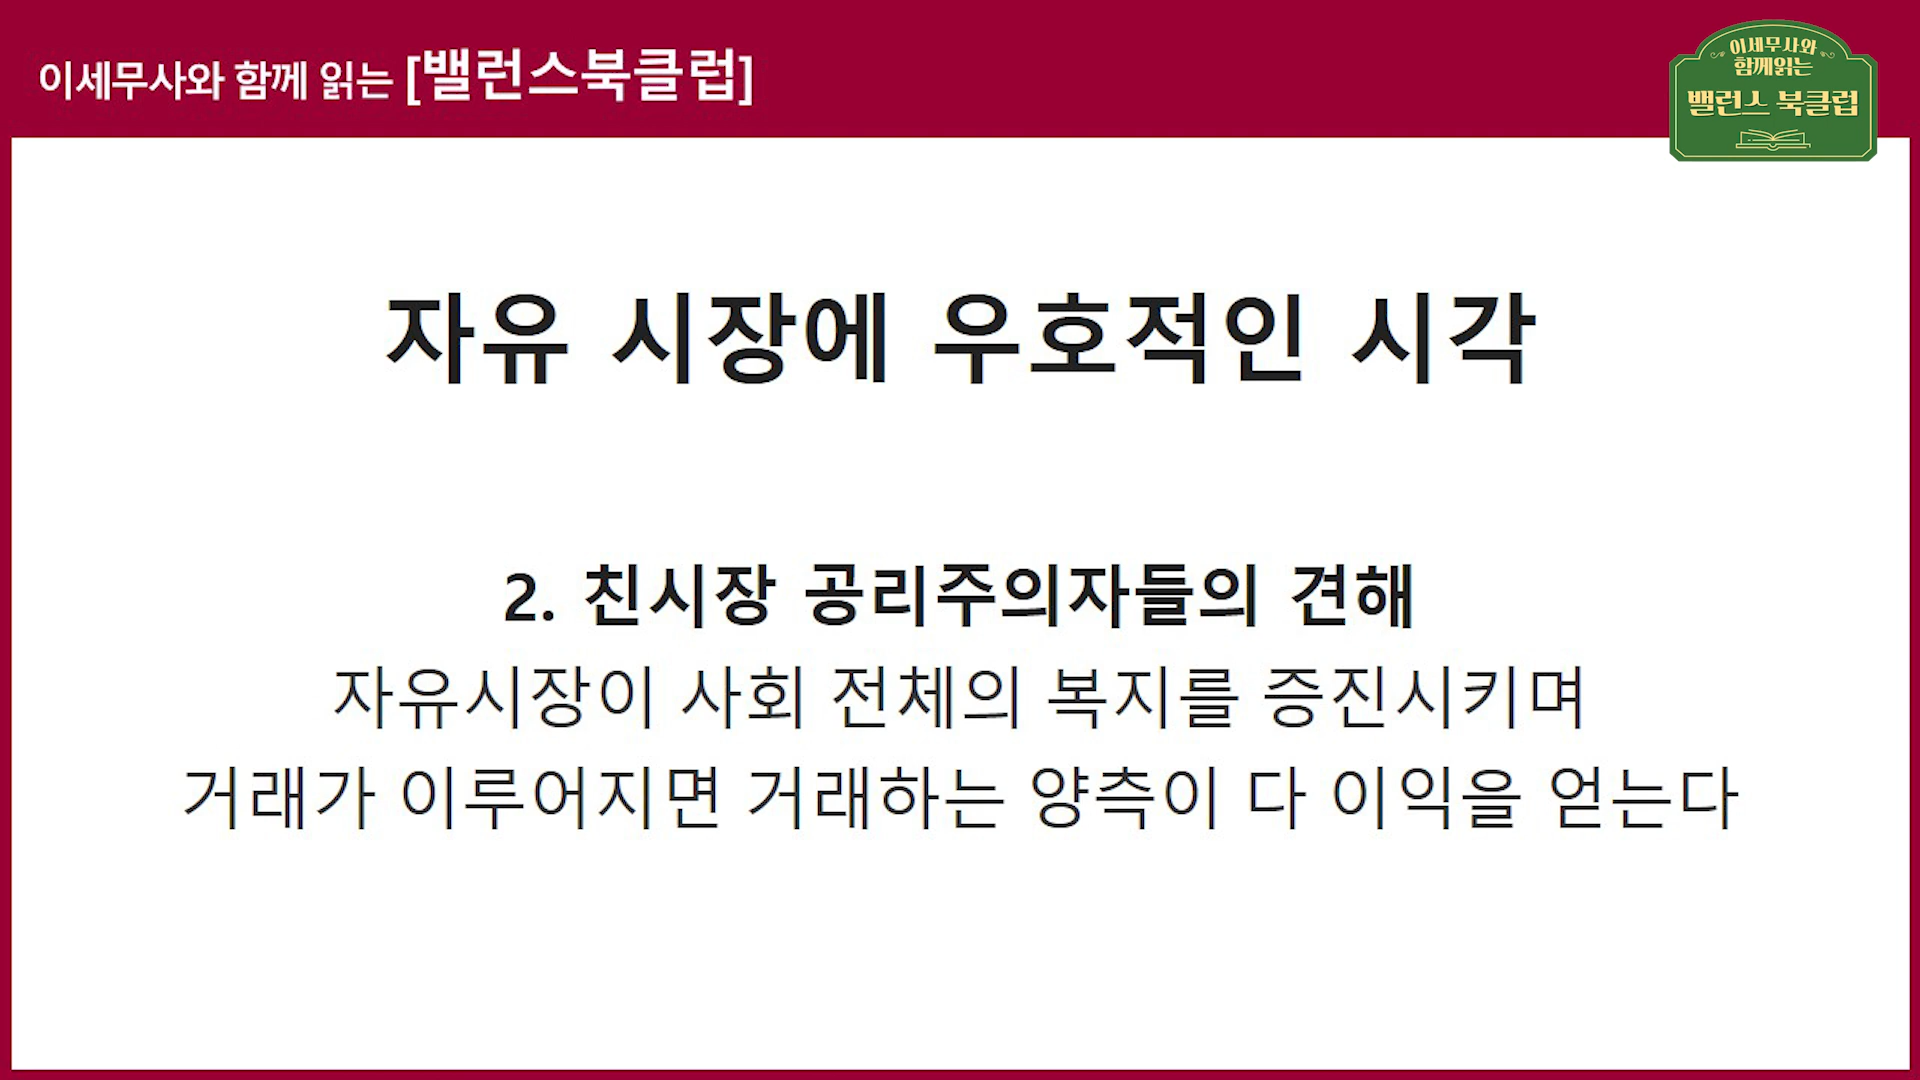 이세무사와 함께 읽는 [밸런스북클럽]
이세무사와
함께읽는
밸런스 북클럽
자유 시장에 우호적인 시각
2. 친시장 공리주의자들의 견해
자유시장이 사회 전체의 복지를 증진시키며
거래가 이루어지면 거래하는 양측이 다 이익을 얻는다